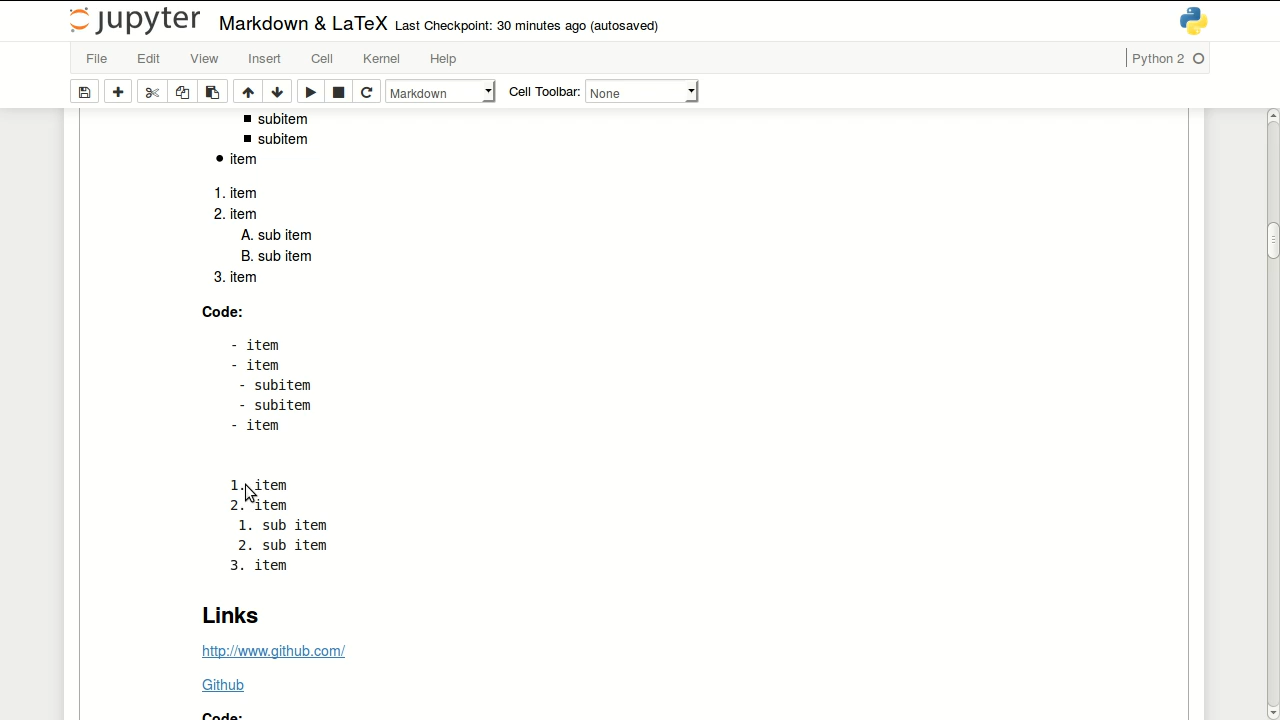 jupyter Markdown & LaTeX Last Checkpoint: 30 minutes ago (autosaved)
File Edit View Insert Cell Kernel Help Python 2
Markdown Cell Toolbar: None
subitem
subitem
item
1. item
2. item
A. sub item
B. sub item
3. item
Code:
- item
- item
- subitem
- subitem
- item
1. item
2. item
1. sub item
2. sub item
3. item
Links
http://www.github.com/
Github
Code: